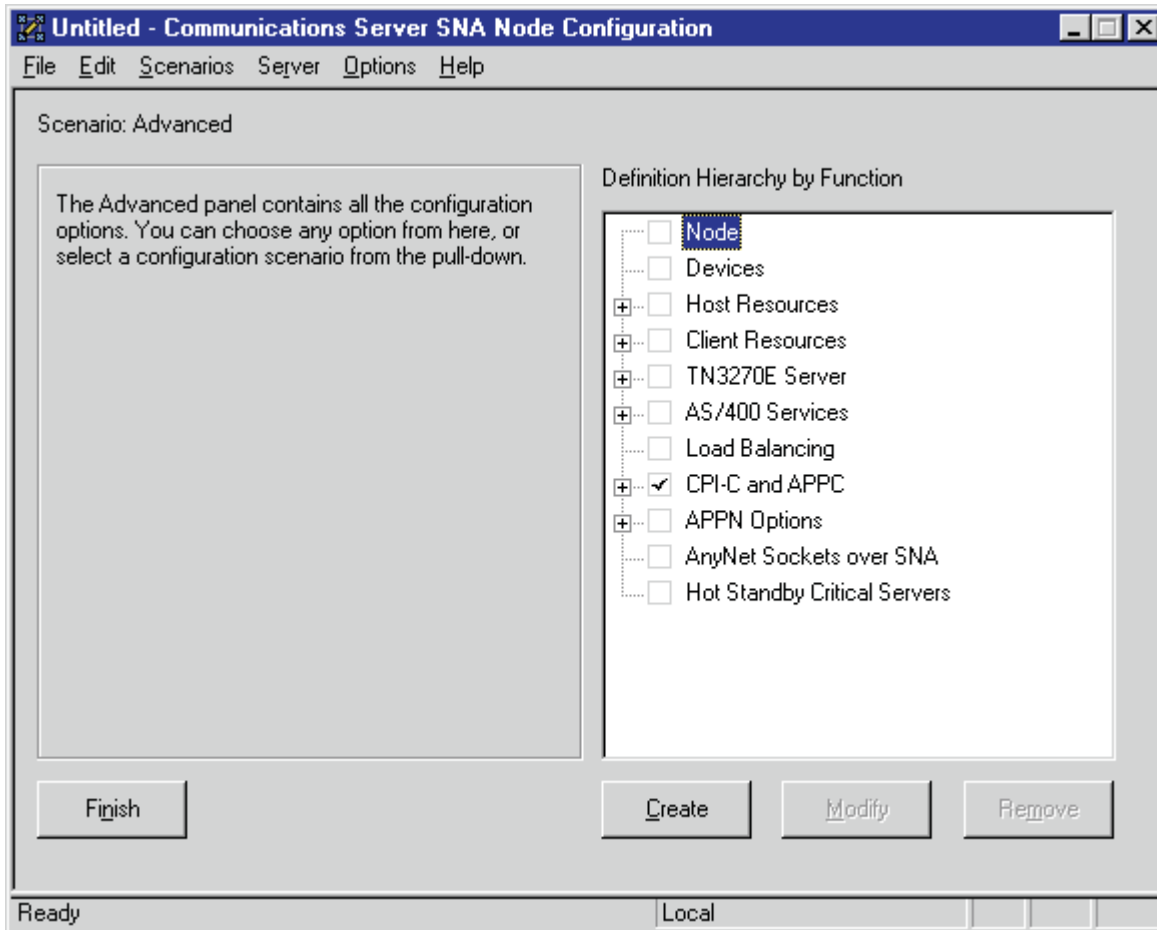 Untitled - Communications Server SNA Node Configuration
File Edit Scenarios Server Options Help
Scenario: Advanced
The Advanced panel contains all the configuration
options. You can choose any option from here, or
select a configuration scenario from the pull-down.
Definition Hierarchy by Function
Node
Devices
Host Resources
Client Resources
TN3270E Server
AS/400 Services
Load Balancing
CPI-C and APPC
APPN Options
AnyNet Sockets over SNA
Hot Standby Critical Servers
Finish
Create
Modify
Remove
Ready
Local